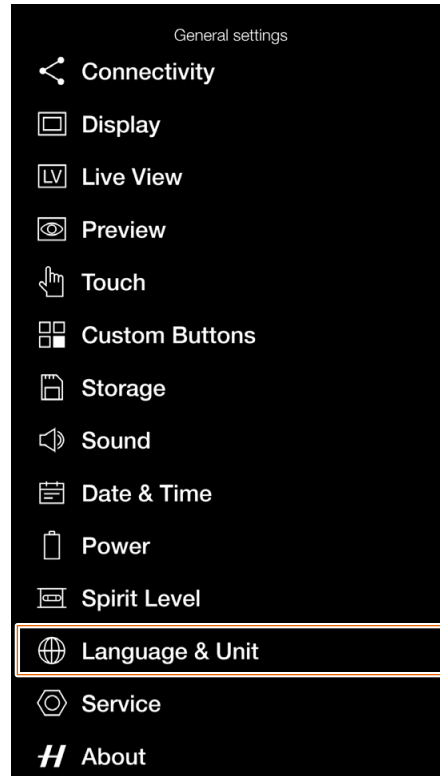 General settings
Connectivity
Display
LV Live View
Preview
Touch
Custom Buttons
Storage
Sound
Date & Time
Power
Spirit Level
Language & Unit
Service
H About